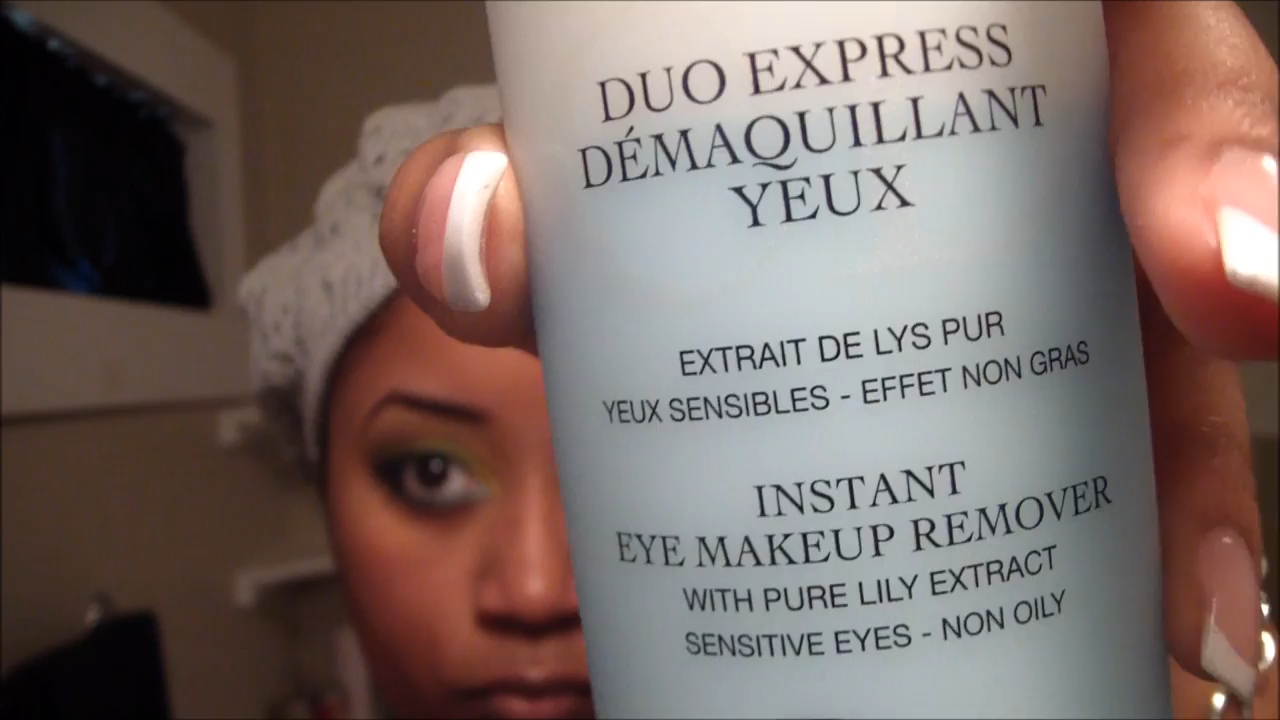 DUO EXPRESS
DÉMAQUILLANT
YEUX
EXTRAIT DE LYS PUR
YEUX SENSIBLES - EFFET NON GRAS
INSTANT
EYE MAKEUP REMOVER
WITH PURE LILY EXTRACT
SENSITIVE EYES - NON OILY